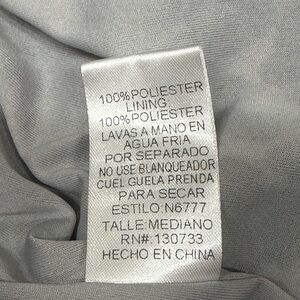 100%POLIESTER
LINING:
100%POLIESTER
LAVAS A MANO EN
AGUA FRIA
POR SEPARADO
NO USE BLANQUEADOR
CUEL GUELA PRENDA
PARA SECAR
ESTILO:N6777
TALLE:MEDIANO
RN#:130733
HECHO EN CHINA